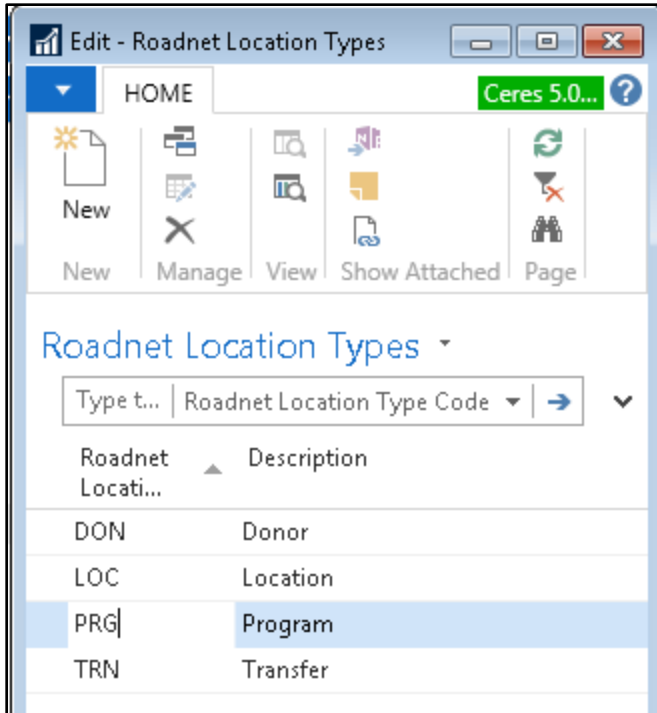 Edit - Roadnet Location Types
HOME
Ceres 5.0... ?
New
New Manage View Show Attached Page
Roadnet Location Types
Type t... Roadnet Location Type Code
Roadnet Locati... Description
DON Donor
LOC Location
PRG Program
TRN Transfer